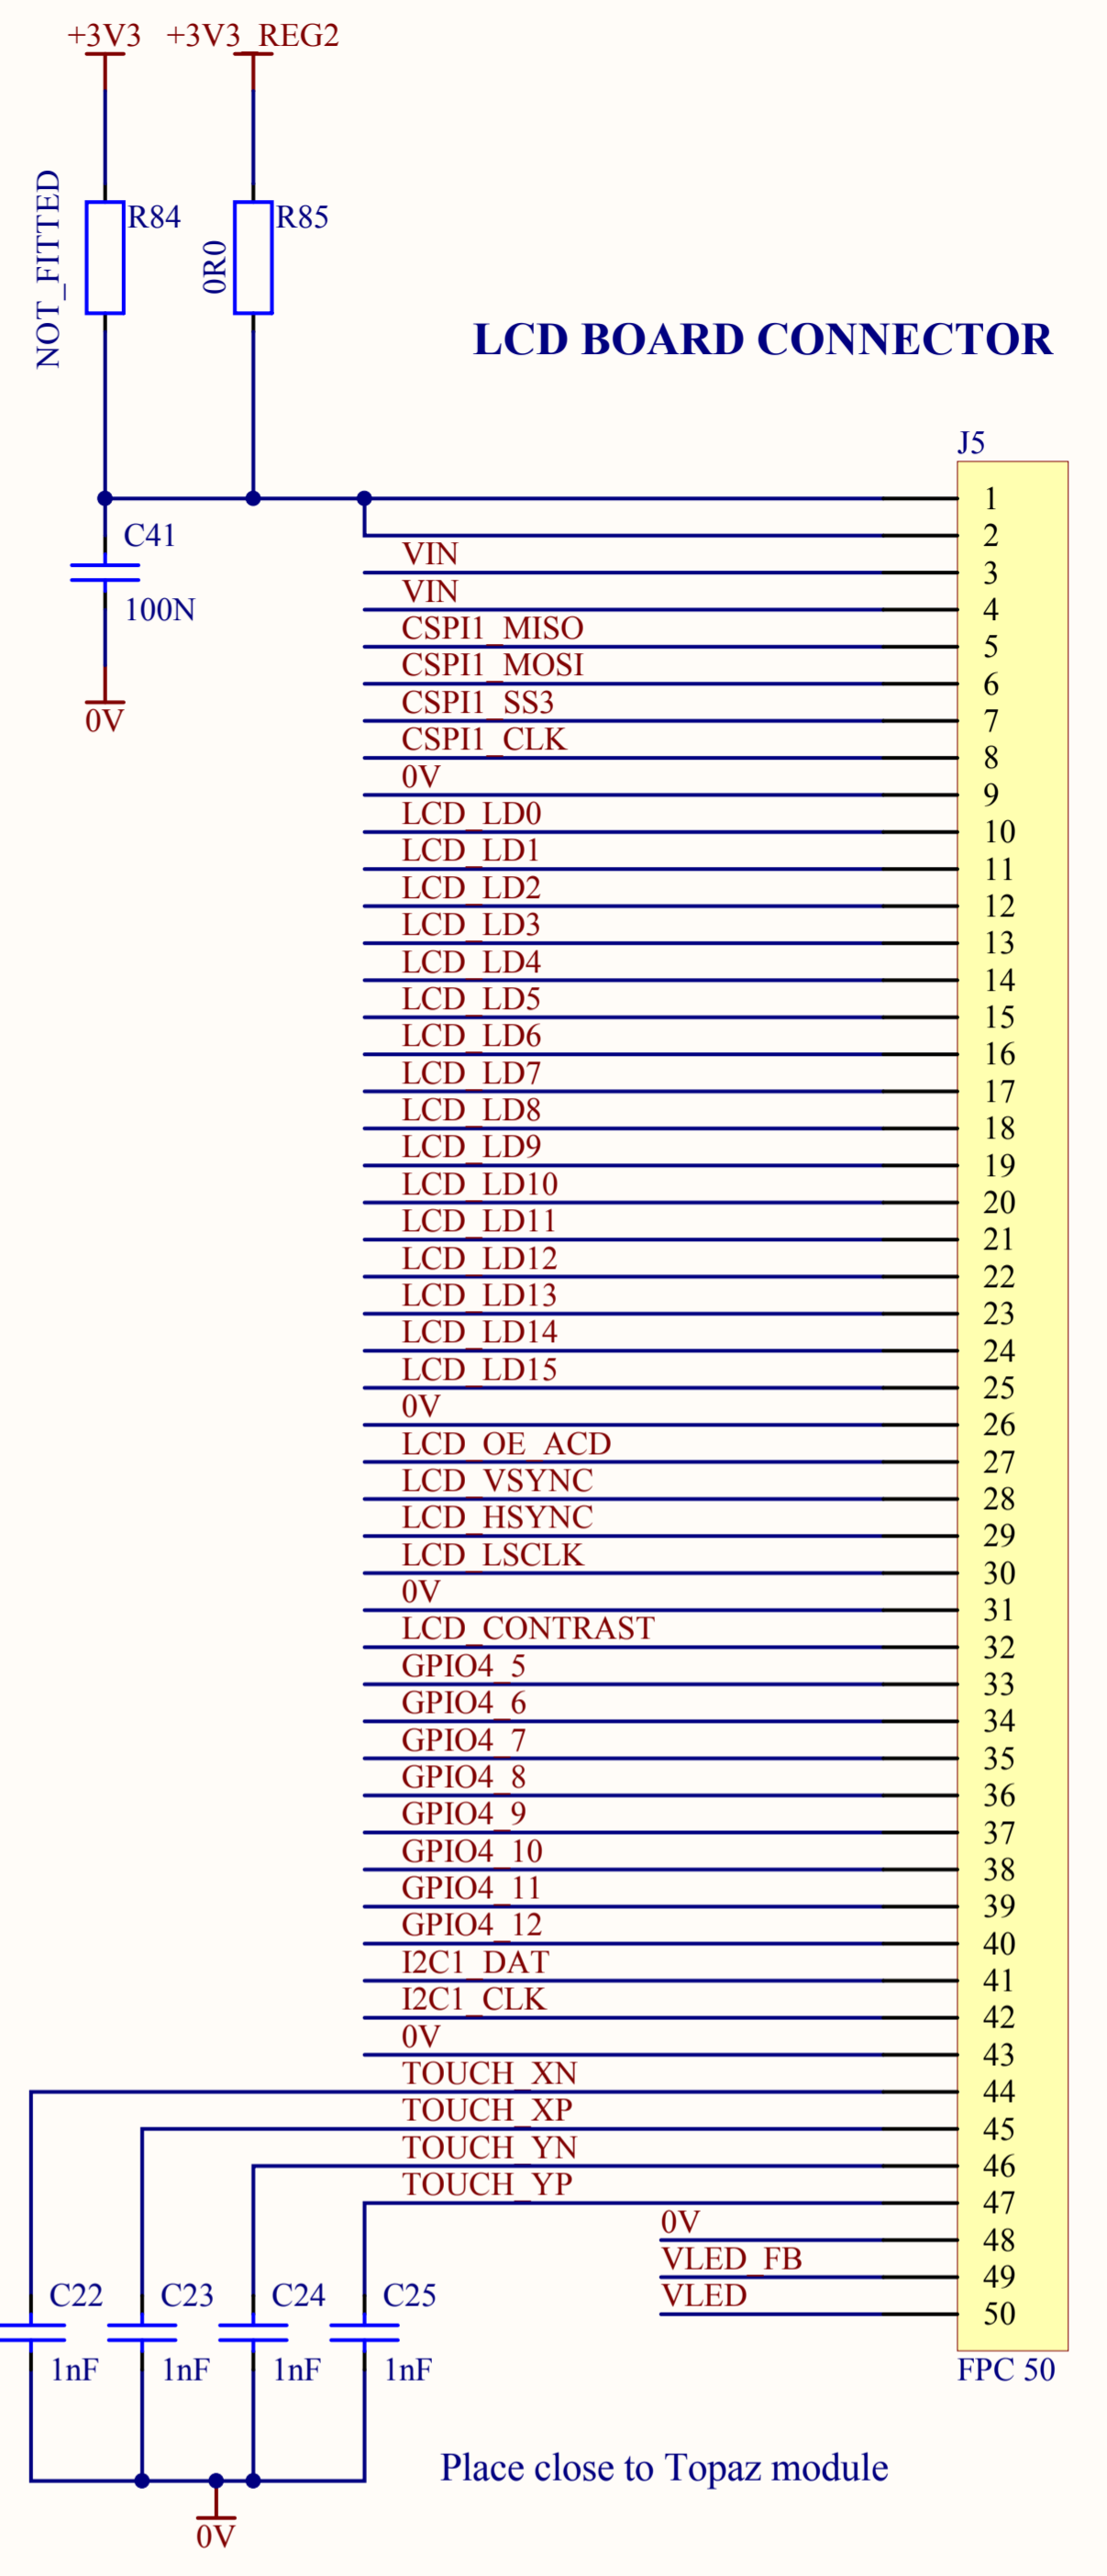 +3V3 +3V3_REG2
NOT_FITTED
R84
0R0
R85
LCD BOARD CONNECTOR
J5
1
C41
2
VIN
3
100N
VIN
4
CSPI1_MISO
5
CSPI1_MOSI
6
CSPI1_SS3
7
0V
CSPI1_CLK
8
0V
9
LCD_LD0
10
LCD_LD1
11
LCD_LD2
12
LCD_LD3
13
LCD_LD4
14
LCD_LD5
15
LCD_LD6
16
LCD_LD7
17
LCD_LD8
18
LCD_LD9
19
LCD_LD10
20
LCD_LD11
21
LCD_LD12
22
LCD_LD13
23
LCD_LD14
24
LCD_LD15
25
0V
26
LCD_OE_ACD
27
LCD_VSYNC
28
LCD_HSYNC
29
LCD_LSCLK
30
0V
31
LCD_CONTRAST
32
GPIO4_5
33
GPIO4_6
34
GPIO4_7
35
GPIO4_8
36
GPIO4_9
37
GPIO4_10
38
GPIO4_11
39
GPIO4_12
40
I2C1_DAT
41
I2C1_CLK
42
0V
43
TOUCH_XN
44
TOUCH_XP
45
TOUCH_YN
46
TOUCH_YP
47
0V
48
VLED_FB
49
VLED
50
C22 C23 C24 C25
1nF 1nF 1nF 1nF
FPC 50
Place close to Topaz module
0V